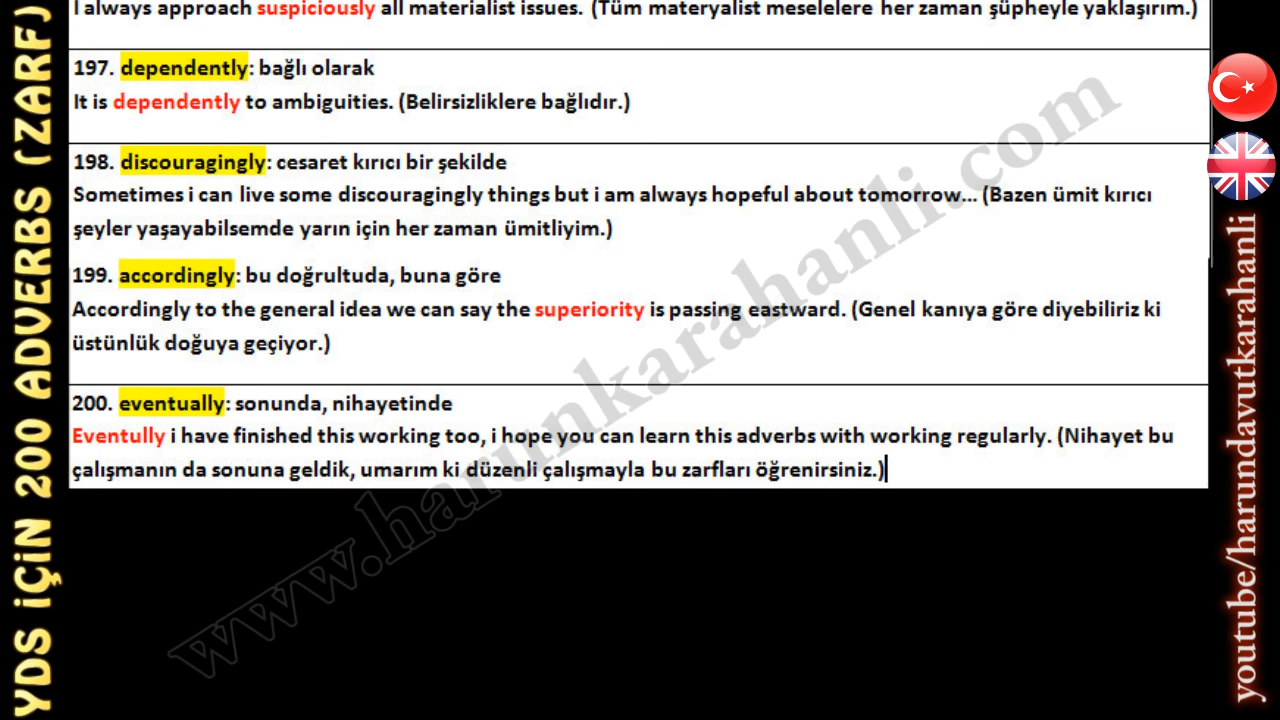 YDS İÇİN 200 ADVERBS (ZARF)
I always approach suspiciously all materialist issues. (Tüm materyalist meselelere her zaman şüpheyle yaklaşırım.)
197. dependently: bağlı olarak
It is dependently to ambiguities. (Belirsizliklere bağlıdır.)
198. discouragingly: cesaret kırıcı bir şekilde
Sometimes i can live some discouragingly things but i am always hopeful about tomorrow... (Bazen ümit kırıcı
şeyler yaşayabilsemde yarın için her zaman ümitliyim.)
199. accordingly: bu doğrultuda, buna göre
Accordingly to the general idea we can say the superiority is passing eastward. (Genel kanıya göre diyebiliriz ki
üstünlük doğuya geçiyor.)
200. eventually: sonunda, nihayetinde
Eventully i have finished this working too, i hope you can learn this adverbs with working regularly. (Nihayet bu
çalışmanın da sonuna geldik, umarım ki düzenli çalışmayla bu zarfları öğrenirsiniz.)
www.harunkarahanli.com
youtube/harundavutkarahanli